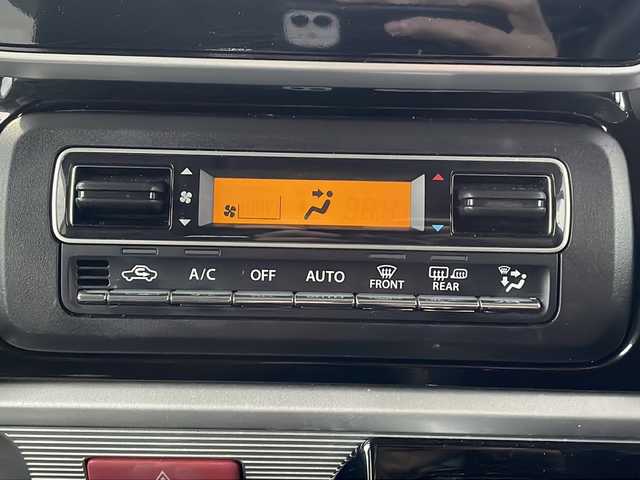 A/C OFF AUTO FRONT REAR